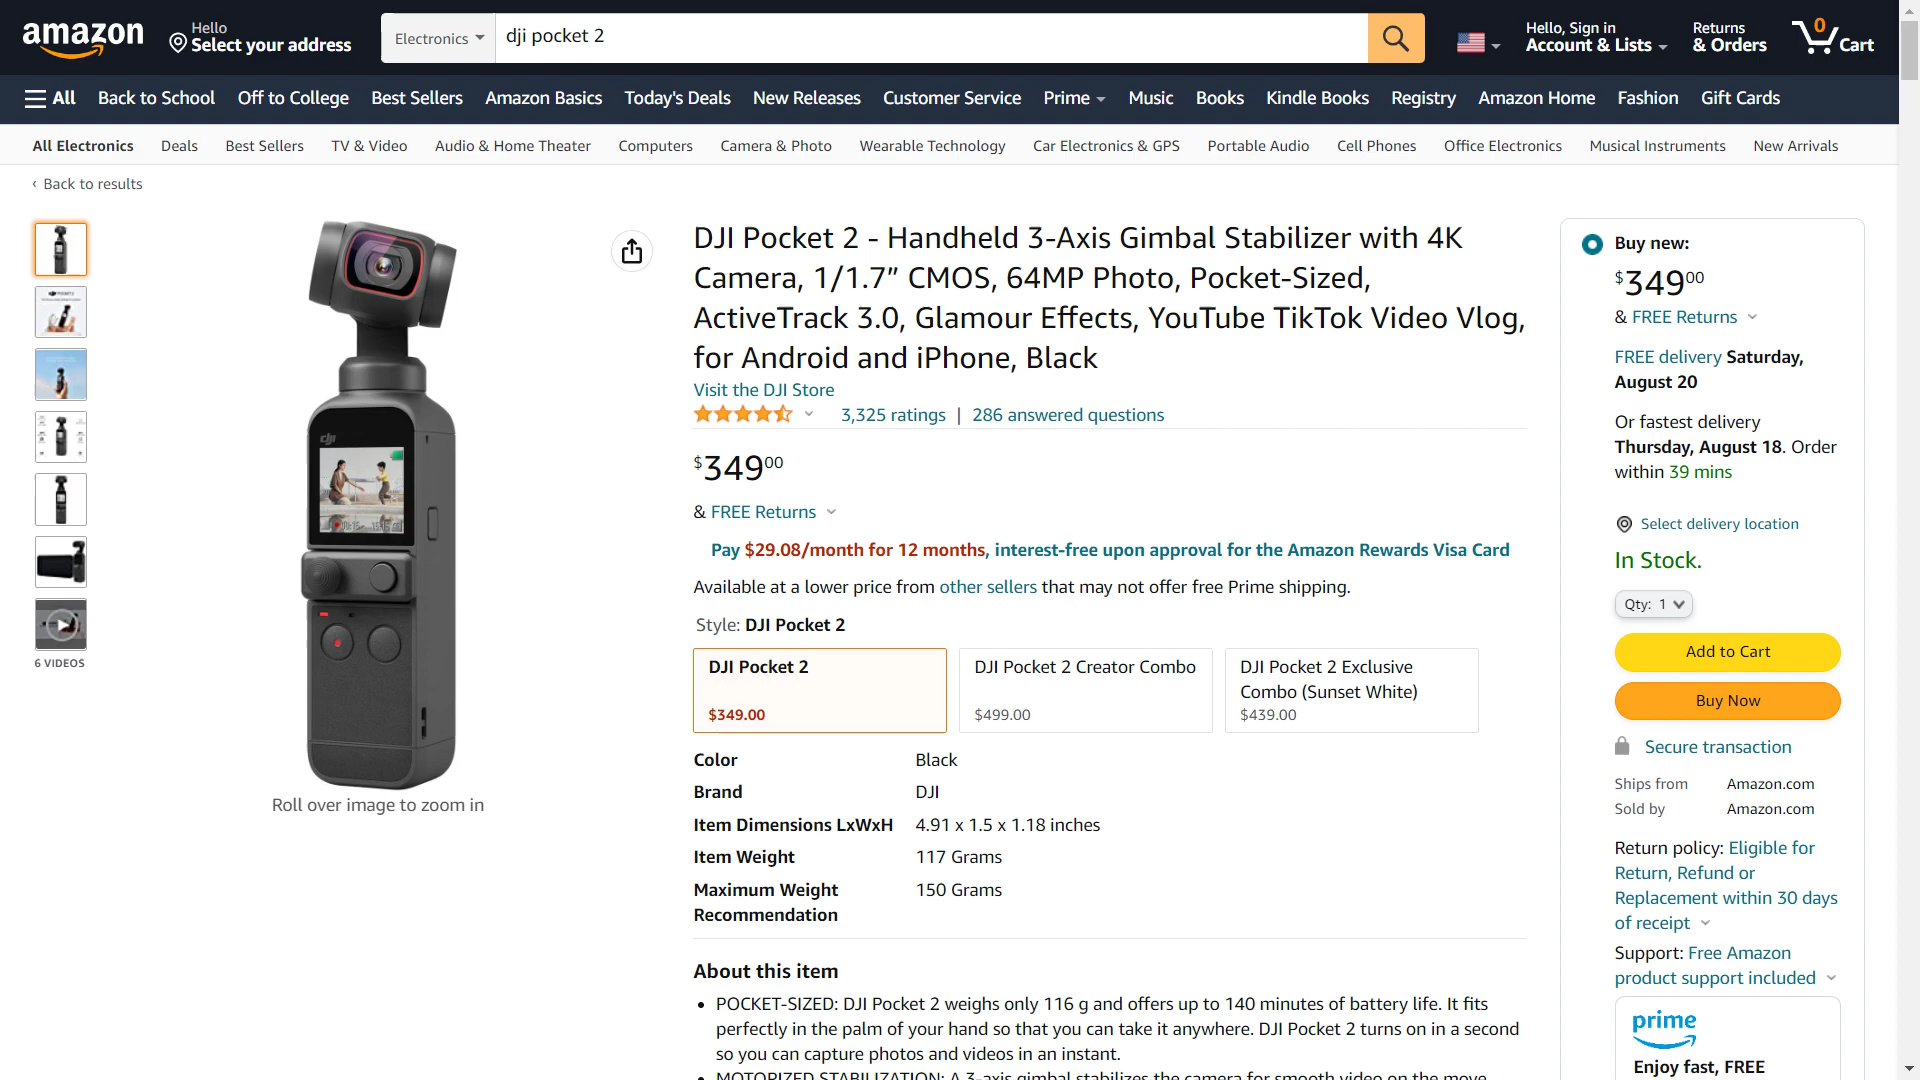 amazon
Hello
Select your address
Electronics
dji pocket 2
Hello, Sign in
Account & Lists
Returns
& Orders
0
Cart
All
Back to School
Off to College
Best Sellers
Amazon Basics
Today's Deals
New Releases
Customer Service
Prime
Music
Books
Kindle Books
Registry
Amazon Home
Fashion
Gift Cards
All Electronics
Deals
Best Sellers
TV & Video
Audio & Home Theater
Computers
Camera & Photo
Wearable Technology
Car Electronics & GPS
Portable Audio
Cell Phones
Office Electronics
Musical Instruments
New Arrivals
‹ Back to results
6 VIDEOS
dji
Roll over image to zoom in
DJI Pocket 2 - Handheld 3-Axis Gimbal Stabilizer with 4K
Camera, 1/1.7” CMOS, 64MP Photo, Pocket-Sized,
ActiveTrack 3.0, Glamour Effects, YouTube TikTok Video Vlog,
for Android and iPhone, Black
Visit the DJI Store
3,325 ratings | 286 answered questions
$34900
& FREE Returns
Pay $29.08/month for 12 months, interest-free upon approval for the Amazon Rewards Visa Card
Available at a lower price from other sellers that may not offer free Prime shipping.
Style: DJI Pocket 2
DJI Pocket 2
$349.00
DJI Pocket 2 Creator Combo
$499.00
DJI Pocket 2 Exclusive
Combo (Sunset White)
$439.00
Color Black
Brand DJI
Item Dimensions LxWxH 4.91 x 1.5 x 1.18 inches
Item Weight 117 Grams
Maximum Weight 150 Grams
Recommendation
About this item
• POCKET-SIZED: DJI Pocket 2 weighs only 116 g and offers up to 140 minutes of battery life. It fits
perfectly in the palm of your hand so that you can take it anywhere. DJI Pocket 2 turns on in a second
so you can capture photos and videos in an instant.
• MOTORIZED STABILIZATION: A 3-axis gimbal stabilizes the camera for smooth video on the move
Buy new:
$34900
& FREE Returns
FREE delivery Saturday,
August 20
Or fastest delivery
Thursday, August 18. Order
within 39 mins
Select delivery location
In Stock.
Qty: 1
Add to Cart
Buy Now
Secure transaction
Ships from Amazon.com
Sold by Amazon.com
Return policy: Eligible for
Return, Refund or
Replacement within 30 days
of receipt
Support: Free Amazon
product support included
prime
Enjoy fast, FREE